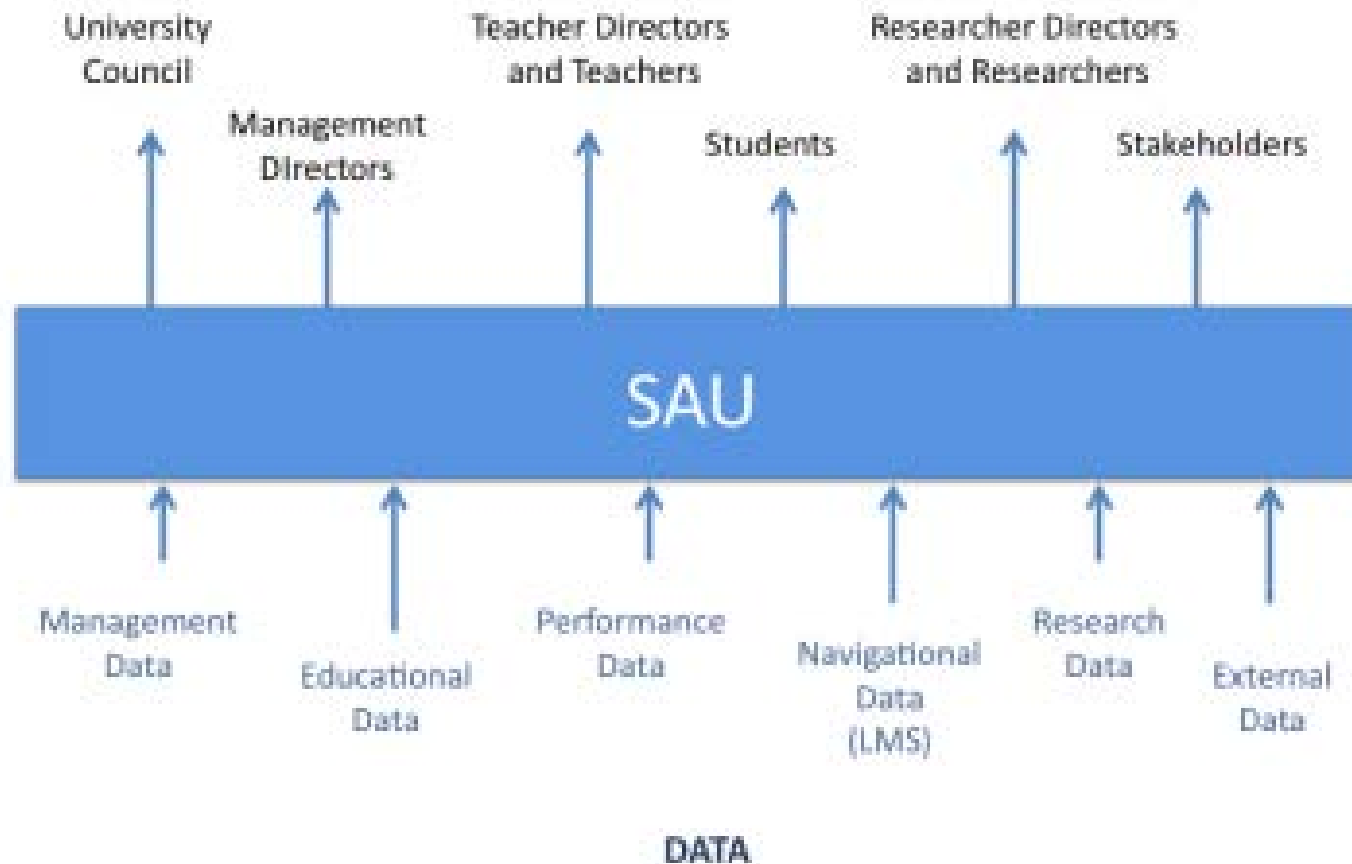 University
Council
Management
Directors
Teacher Directors
and Teachers
Students
Researcher Directors
and Researchers
Stakeholders
SAU
Management
Data
Educational
Data
Performance
Data
Navigational
Data
(LMS)
Research
Data
External
Data
DATA